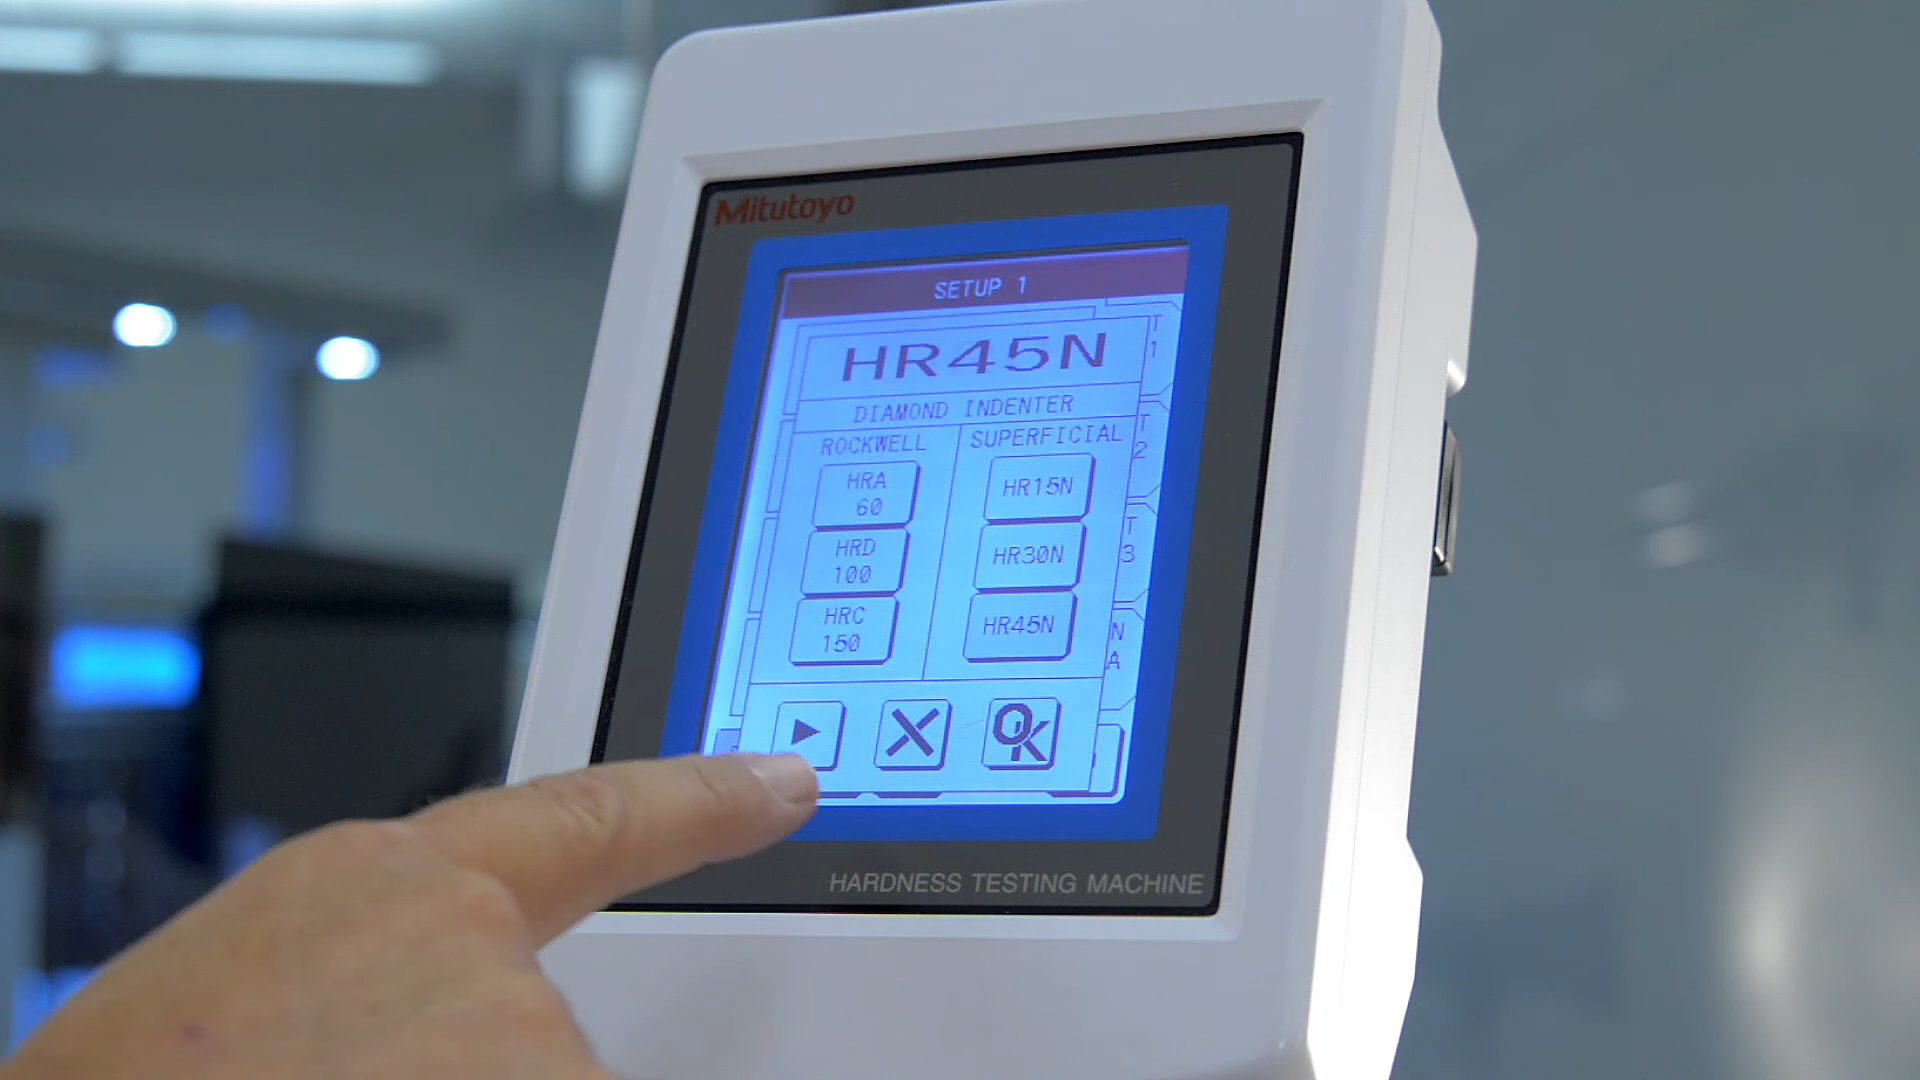 Mitutoyo
SETUP 1
HR45N
DIAMOND INDENTER
ROCKWELL
SUPERFICIAL
HRA
60
HR15N
HRD
100
HR30N
HRC
150
HR45N
OK
T
1
T
2
T
3
N
A
HARDNESS TESTING MACHINE